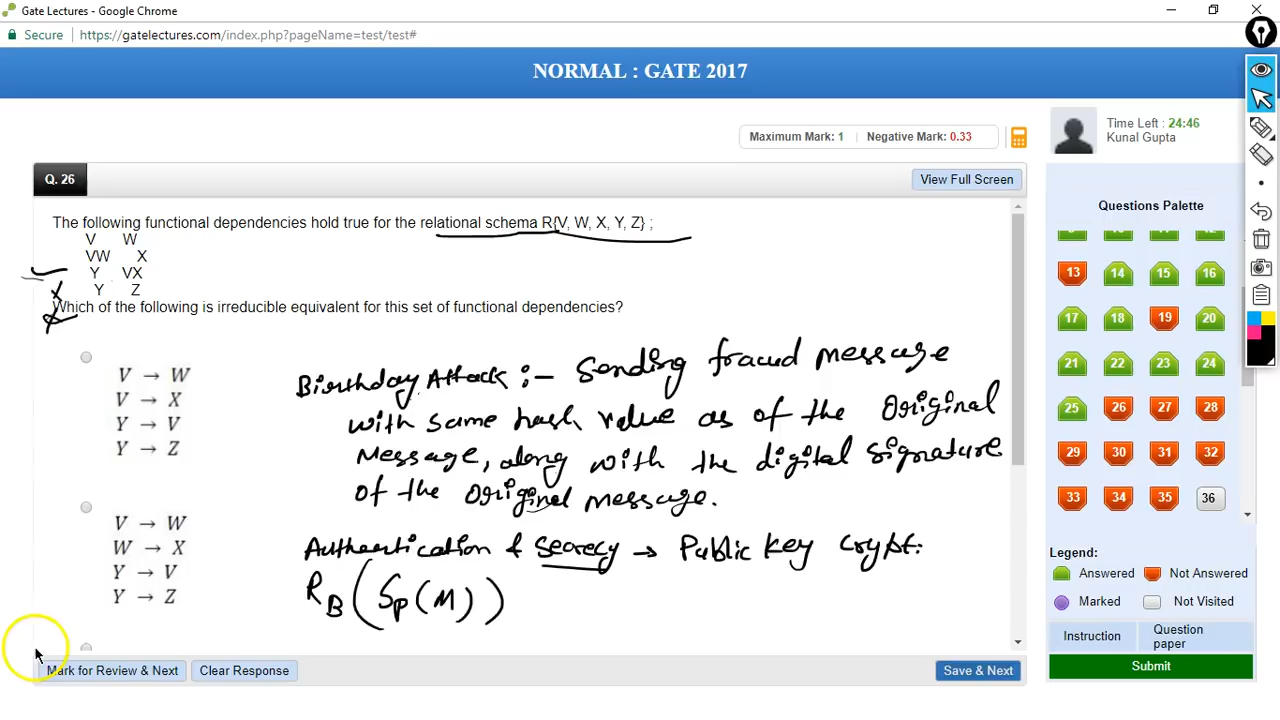 Gate Lectures - Google Chrome
Secure https://gatelectures.com/index.php?pageName=test/test#
NORMAL : GATE 2017
Maximum Mark: 1 | Negative Mark: 0.33
Time Left : 24:46
Kunal Gupta
Q. 26
View Full Screen
The following functional dependencies hold true for the relational schema R{V, W, X, Y, Z} ;
V W
VW X
Y VX
Y Z
Which of the following is irreducible equivalent for this set of functional dependencies?
V → W
V → X
Y → V
Y → Z
V → W
W → X
Y → V
Y → Z
Birthday Attack :- Sending fraud message
with same hash value as of the Original
Message, along with the digital signature
of the Original message.
Authentication & Secrecy → Public Key Crypt.
R_B(S_P(M))
Mark for Review & Next
Clear Response
Save & Next
Questions Palette
13 14 15 16
17 18 19 20
21 22 23 24
25 26 27 28
29 30 31 32
33 34 35 36
Legend:
Answered Not Answered
Marked Not Visited
Instruction
Question paper
Submit